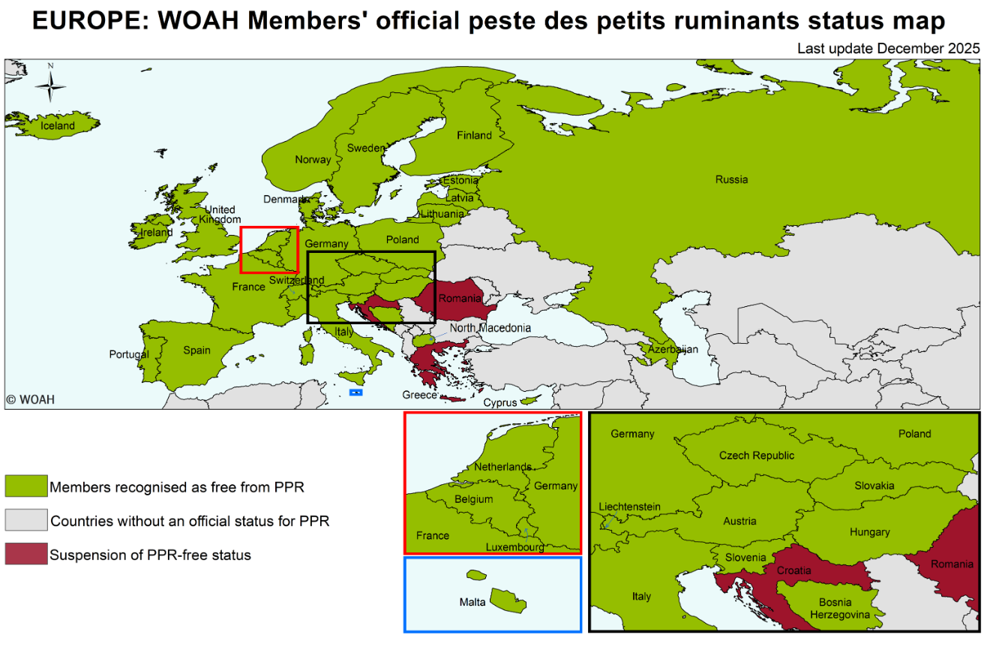 EUROPE: WOAH Members' official peste des petits ruminants status map
Last update December 2025
N
Iceland
Finland
Sweden
Norway
Russia
Estonia
Latvia
Denmark
Lithuania
United
Kingdom
Ireland
Poland
Germany
Switzerland
France
Romania
North Macedonia
Italy
Azerbaijan
Spain
Portugal
Greece
Cyprus
© WOAH
Netherlands
Germany
Belgium
France
Luxembourg
Malta
Germany
Poland
Czech Republic
Slovakia
Liechtenstein
Austria
Hungary
Slovenia
Romania
Croatia
Italy
Bosnia
Herzegovina
Members recognised as free from PPR
Countries without an official status for PPR
Suspension of PPR-free status